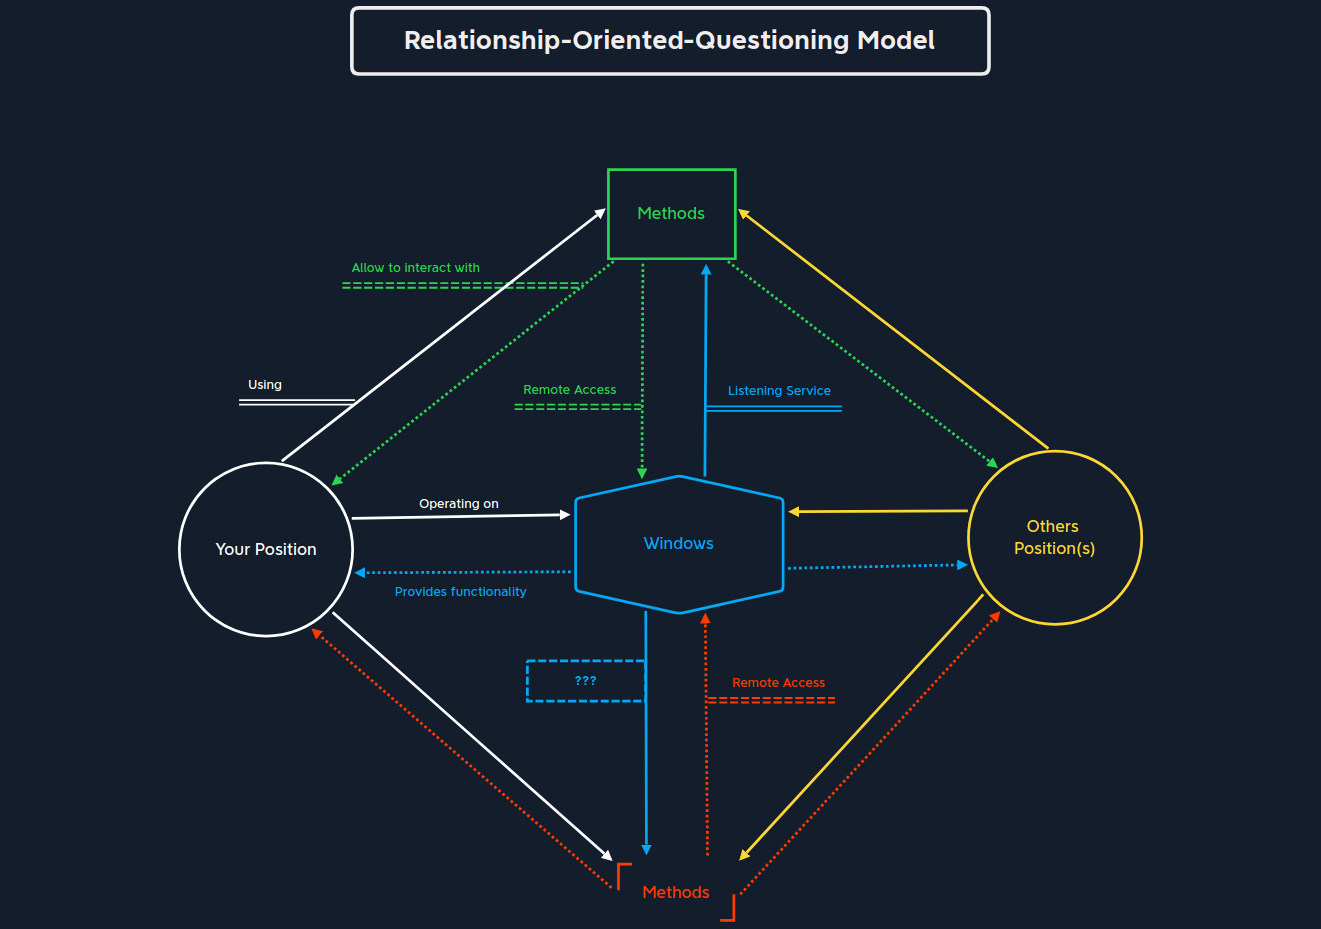 Relationship-Oriented-Questioning Model
Methods
Allow to interact with
Using
Remote Access
Listening Service
Operating on
Your Position
Windows
Others
Position(s)
Provides functionality
???
Remote Access
Methods